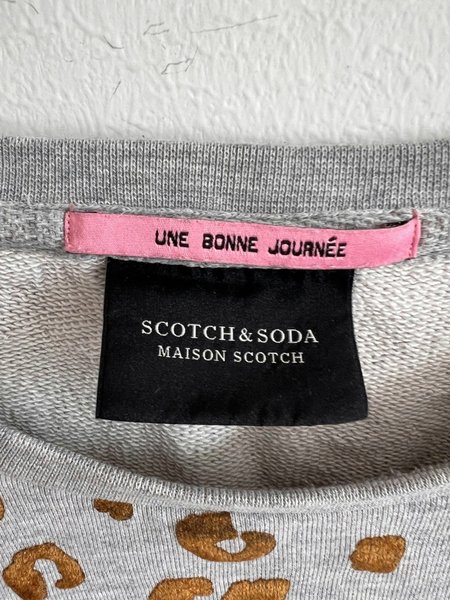 UNE BONNE JOURNÉE
SCOTCH & SODA
MAISON SCOTCH